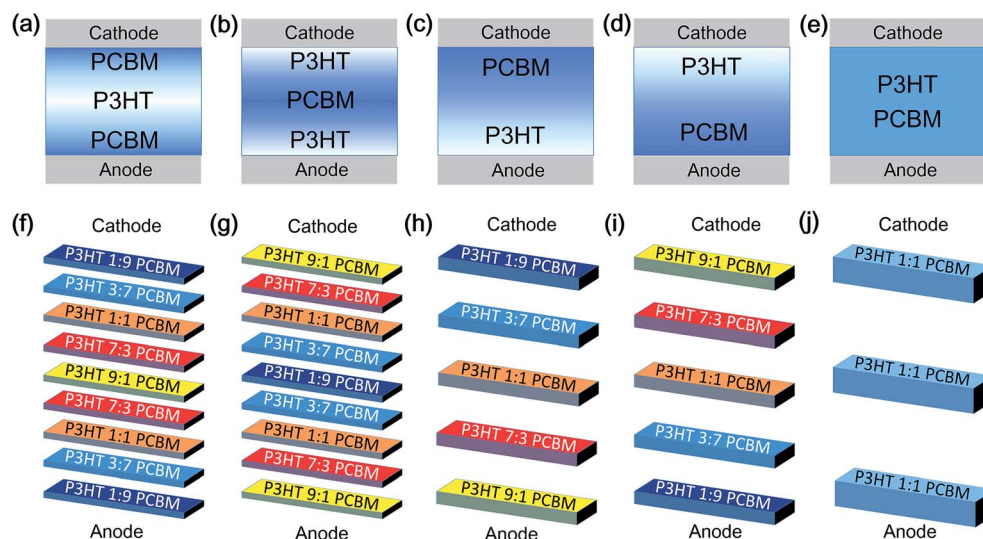 (a)
Cathode
PCBM
P3HT
PCBM
Anode
(b)
Cathode
P3HT
PCBM
P3HT
Anode
(c)
Cathode
PCBM
P3HT
Anode
(d)
Cathode
P3HT
PCBM
Anode
(e)
Cathode
P3HT
PCBM
Anode
(f)
Cathode
P3HT 1:9 PCBM
P3HT 3:7 PCBM
P3HT 1:1 PCBM
P3HT 7:3 PCBM
P3HT 9:1 PCBM
P3HT 7:3 PCBM
P3HT 1:1 PCBM
P3HT 3:7 PCBM
P3HT 1:9 PCBM
Anode
(g)
Cathode
P3HT 9:1 PCBM
P3HT 7:3 PCBM
P3HT 1:1 PCBM
P3HT 3:7 PCBM
P3HT 1:9 PCBM
P3HT 3:7 PCBM
P3HT 1:1 PCBM
P3HT 7:3 PCBM
P3HT 9:1 PCBM
Anode
(h)
Cathode
P3HT 1:9 PCBM
P3HT 3:7 PCBM
P3HT 1:1 PCBM
P3HT 7:3 PCBM
P3HT 9:1 PCBM
Anode
(i)
Cathode
P3HT 9:1 PCBM
P3HT 7:3 PCBM
P3HT 1:1 PCBM
P3HT 3:7 PCBM
P3HT 1:9 PCBM
Anode
(j)
Cathode
P3HT 1:1 PCBM
P3HT 1:1 PCBM
P3HT 1:1 PCBM
Anode